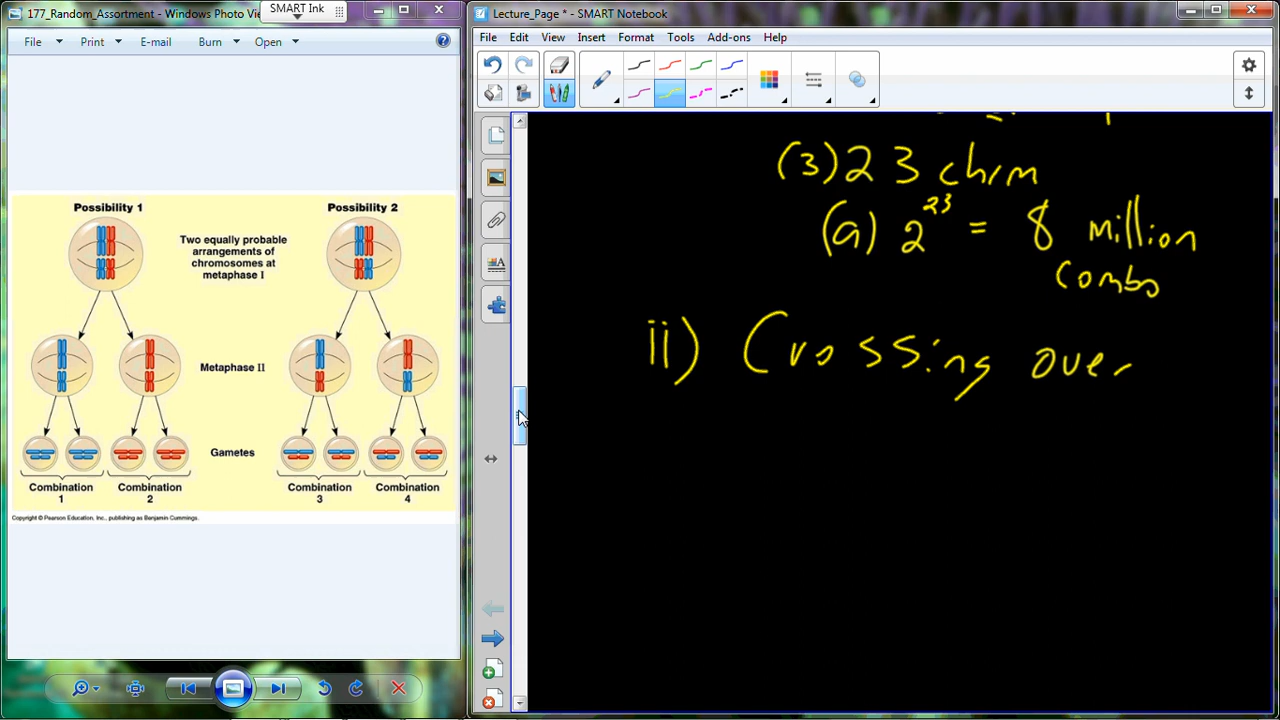 177_Random_Assortment - Windows Photo Vie
SMART Ink
File Print E-mail Burn Open
Possibility 1
Possibility 2
Two equally probable
arrangements of
chromosomes at
metaphase I
Metaphase II
Gametes
Combination
1
Combination
2
Combination
3
Combination
4
Copyright © Pearson Education, Inc., publishing as Benjamin Cummings.
Lecture_Page * - SMART Notebook
File Edit View Insert Format Tools Add-ons Help
(3) 23 chrm
(a) 2^23 = 8 million
combo
ii) Crossing over